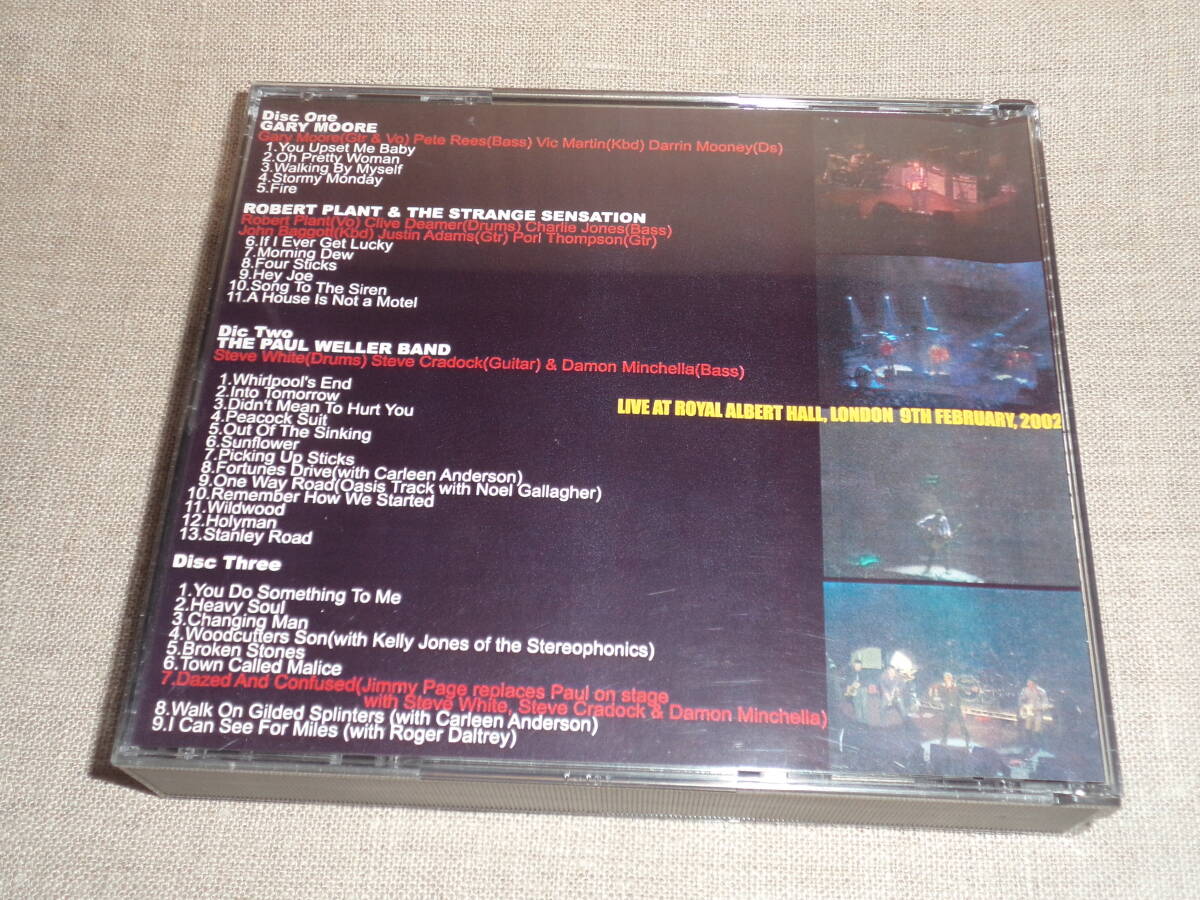 Disc One
GARY MOORE
Gary Moore(Gtr & Vo) Pete Rees(Bass) Vic Martin(Kbd) Darrin Mooney(Ds)
1.You Upset Me Baby
2.Oh Pretty Woman
3.Walking By Myself
4.Stormy Monday
5.Fire
ROBERT PLANT & THE STRANGE SENSATION
Robert Plant(Vo) Clive Deamer(Drums) Charlie Jones(Bass)
John Baggott(Kbd) Justin Adams(Gtr) Porl Thompson(Gtr)
6.If I Ever Get Lucky
7.Morning Dew
8.Four Sticks
9.Hey Joe
10.Song To The Siren
11.A House Is Not a Motel
Dic Two
THE PAUL WELLER BAND
Steve White(Drums) Steve Cradock(Guitar) & Damon Minchella(Bass)
1.Whirlpool's End
2.Into Tomorrow
3.Didn't Mean To Hurt You
4.Peacock Suit
5.Out Of The Sinking
6.Sunflower
7.Picking Up Sticks
8.Fortunes Drive(with Carleen Anderson)
9.One Way Road(Oasis Track with Noel Gallagher)
10.Remember How We Started
11.Wildwood
12.Holyman
13.Stanley Road
LIVE AT ROYAL ALBERT HALL, LONDON 9TH FEBRUARY, 2002
Disc Three
1.You Do Something To Me
2.Heavy Soul
3.Changing Man
4.Woodcutters Son(with Kelly Jones of the Stereophonics)
5.Broken Stones
6.Town Called Malice
7.Dazed And Confused(Jimmy Page replaces Paul on stage
with Steve White, Steve Cradock & Damon Minchella)
8.Walk On Gilded Splinters (with Carleen Anderson)
9.I Can See For Miles (with Roger Daltrey)